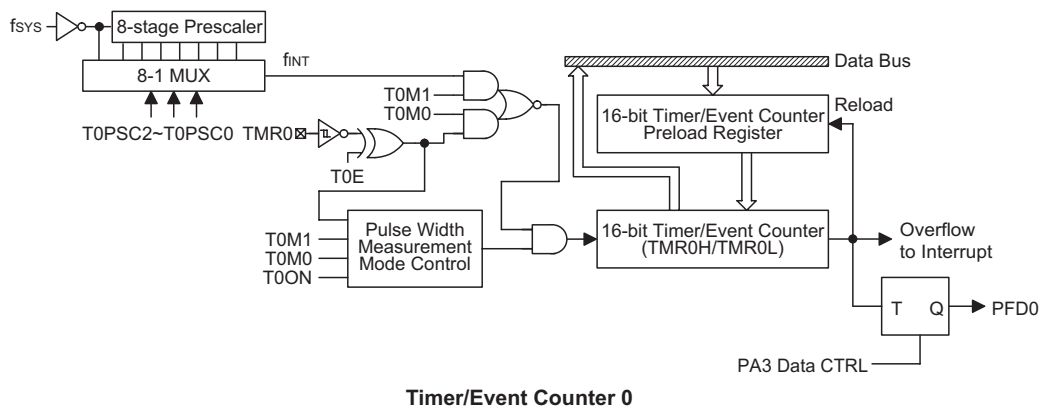 fSYS
8-stage Prescaler
8-1 MUX
fINT
T0PSC2~T0PSC0
TMR0
T0E
T0M1
T0M0
T0M1
T0M0
T0ON
Pulse Width
Measurement
Mode Control
Data Bus
16-bit Timer/Event Counter
Preload Register
Reload
16-bit Timer/Event Counter
(TMR0H/TMR0L)
Overflow
to Interrupt
T Q
PFD0
PA3 Data CTRL
Timer/Event Counter 0